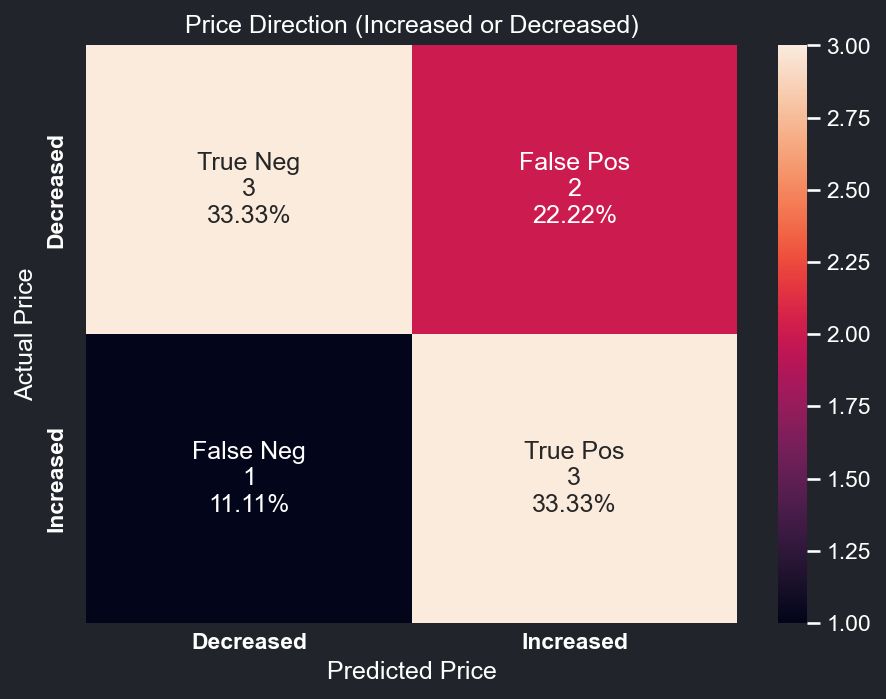 Price Direction (Increased or Decreased)
Actual Price
Decreased
Increased
True Neg
3
33.33%
False Pos
2
22.22%
False Neg
1
11.11%
True Pos
3
33.33%
Decreased
Increased
Predicted Price
3.00
2.75
2.50
2.25
2.00
1.75
1.50
1.25
1.00